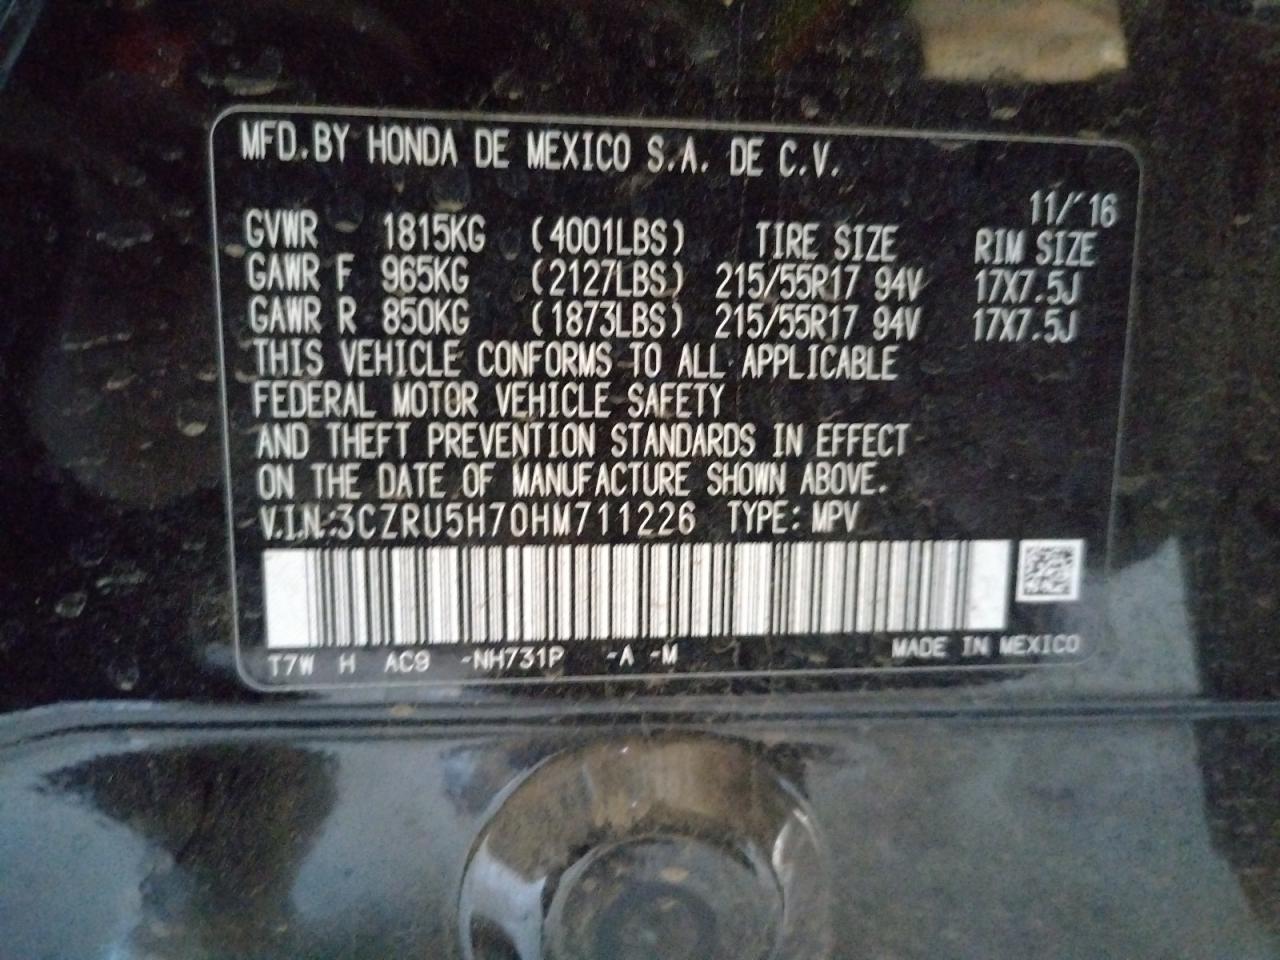 MFD.BY HONDA DE MEXICO S.A. DE C.V.
11/'16
GVWR 1815KG (4001LBS) TIRE SIZE RIM SIZE
GAWR F 965KG (2127LBS) 215/55R17 94V 17X7.5J
GAWR R 850KG (1873LBS) 215/55R17 94V 17X7.5J
THIS VEHICLE CONFORMS TO ALL APPLICABLE
FEDERAL MOTOR VEHICLE SAFETY
AND THEFT PREVENTION STANDARDS IN EFFECT
ON THE DATE OF MANUFACTURE SHOWN ABOVE.
V.I.N.:3CZRU5H70HM711226 TYPE: MPV
T7W H AC9 -NH731P -A -M MADE IN MEXICO